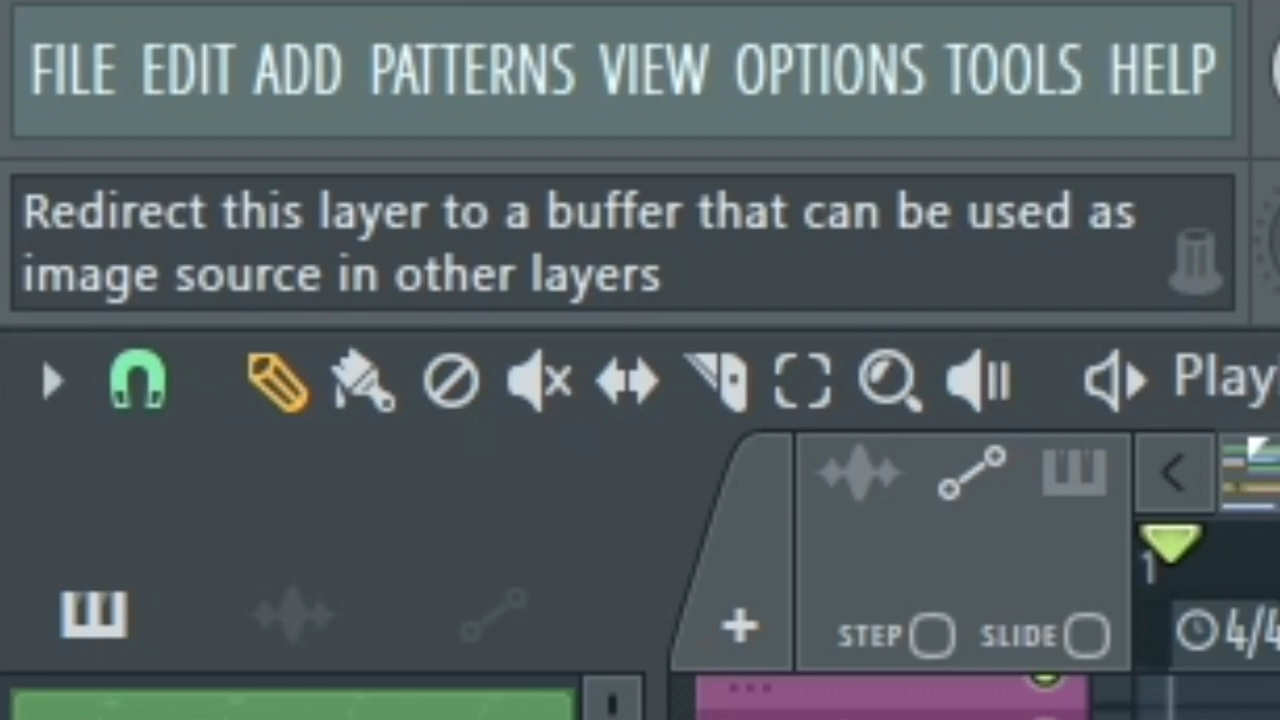 FILE EDIT ADD PATTERNS VIEW OPTIONS TOOLS HELP
Redirect this layer to a buffer that can be used as
image source in other layers
Play
1
STEP SLIDE 4/4